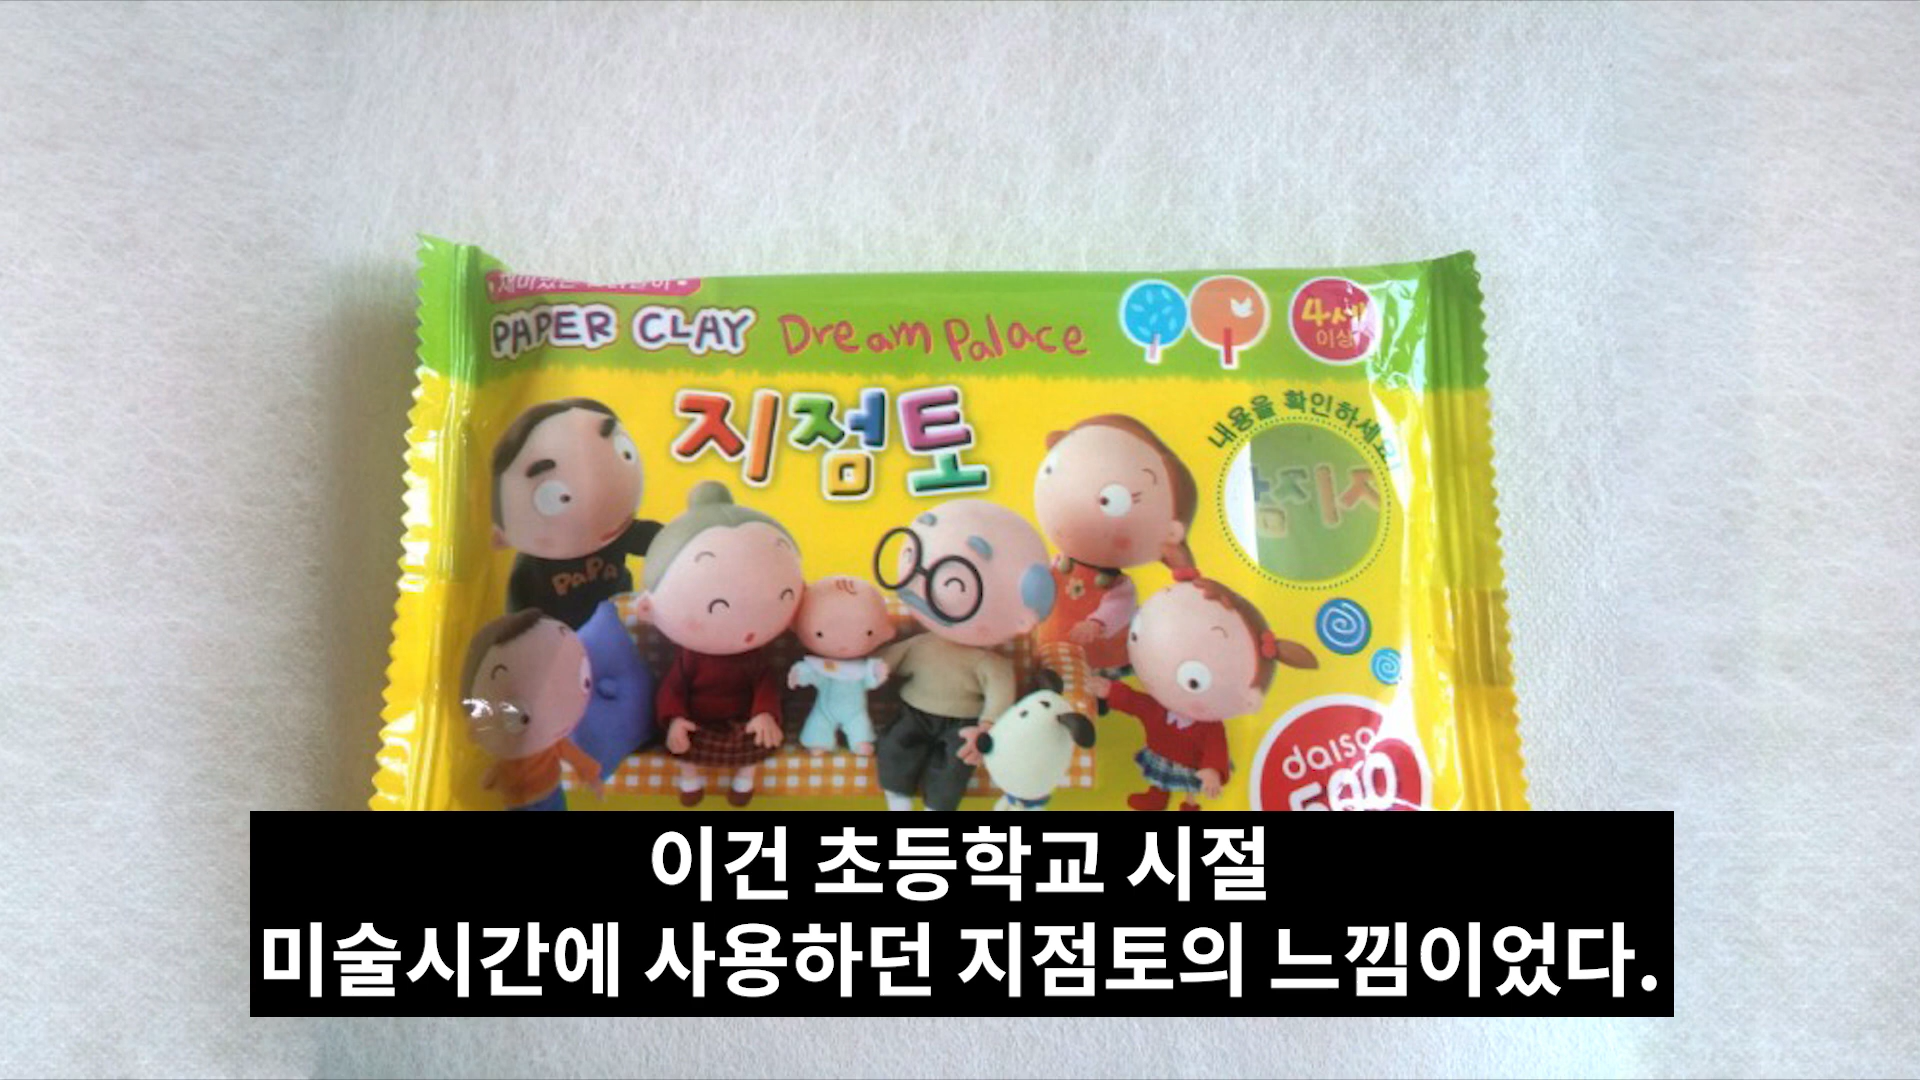 PAPER CLAY Dream Palace
4세
이상
지점토
내용을 확인하세요!
지점
PAPA
daiso
이건 초등학교 시절
미술시간에 사용하던 지점토의 느낌이었다.